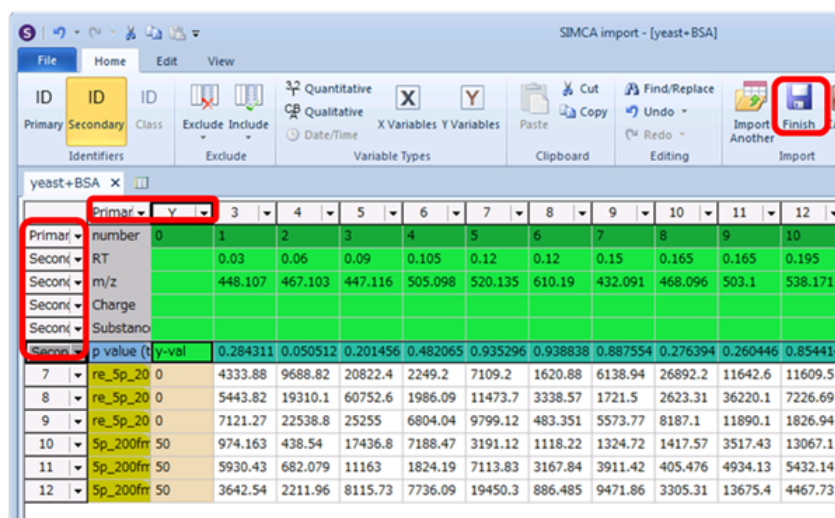 S SIMCA import - [yeast+BSA]
File Home Edit View
ID ID ID Quantitative X Y Cut Find/Replace
Qualitative Copy Undo
Primary Secondary Class Exclude Include Date/Time X Variables Y Variables Paste Redo Import Another Finish
Identifiers Exclude Variable Types Clipboard Editing Import
yeast+BSA
Primar Y 3 4 5 6 7 8 9 10 11 12
Primar number 0 1 2 3 4 5 6 7 8 9 10
Second RT 0.03 0.06 0.09 0.105 0.12 0.12 0.15 0.165 0.165 0.195
Second m/z 448.107 467.103 447.116 505.098 520.135 610.19 432.091 468.096 503.1 538.171
Second Charge
Second Substanc
Secon p value (t y-val 0.284311 0.050512 0.201456 0.482065 0.935296 0.938838 0.887554 0.276394 0.260446 0.85441
7 re_5p_20 0 4333.88 9688.82 20822.4 2249.2 7109.2 1620.88 6138.94 26892.2 11642.6 11609.5
8 re_5p_20 0 5443.82 19310.1 60752.6 1986.09 11473.7 3338.57 1721.5 2623.31 36220.1 7226.69
9 re_5p_20 0 7121.27 22538.8 25255 6804.04 9799.12 483.351 5573.77 8187.1 11890.1 1826.94
10 5p_200fm 50 974.163 438.54 17436.8 7188.47 3191.12 1118.22 1324.72 1417.57 3517.43 13067.1
11 5p_200fm 50 5930.43 682.079 11163 1824.19 7113.83 3167.84 3911.42 405.476 4934.13 5432.14
12 5p_200fm 50 3642.54 2211.96 8115.73 7736.09 19450.3 886.485 9471.86 3305.31 13675.4 4467.73